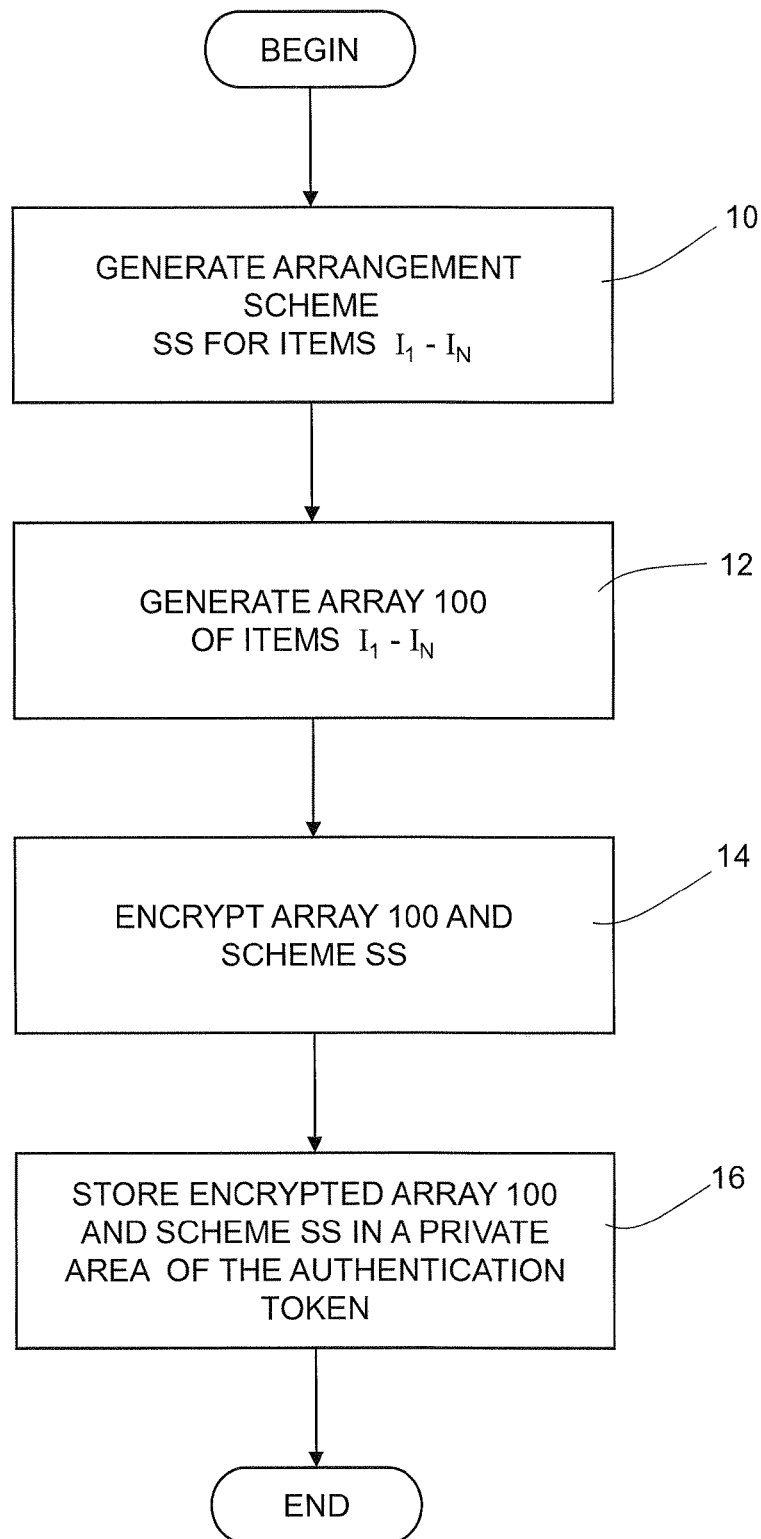 BEGIN
10
GENERATE ARRANGEMENT
SCHEME
SS FOR ITEMS I₁ - I_N
12
GENERATE ARRAY 100
OF ITEMS I₁ - I_N
14
ENCRYPT ARRAY 100 AND
SCHEME SS
16
STORE ENCRYPTED ARRAY 100
AND SCHEME SS IN A PRIVATE
AREA OF THE AUTHENTICATION
TOKEN
END